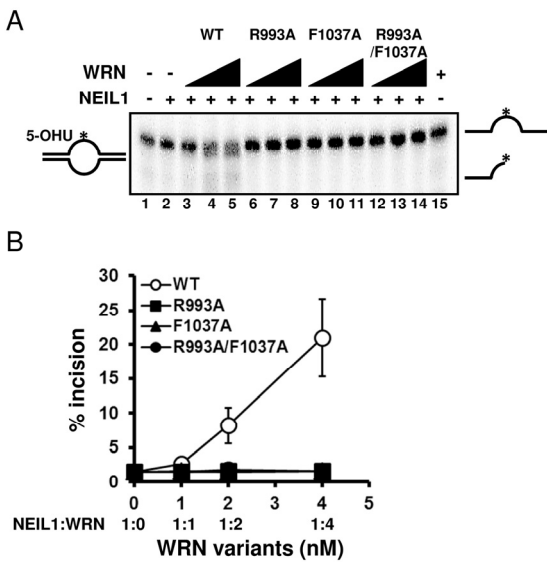 A
WT R993A F1037A R993A
/F1037A
WRN - - +
NEIL1 - + + + + + + + + + + + + + -
5-OHU *
*
*
1 2 3 4 5 6 7 8 9 10 11 12 13 14 15
B
30
25
20
15
10
5
0
% incision
WT
R993A
F1037A
R993A/F1037A
0 1 2 3 4 5
NEIL1:WRN 1:0 1:1 1:2 1:4
WRN variants (nM)